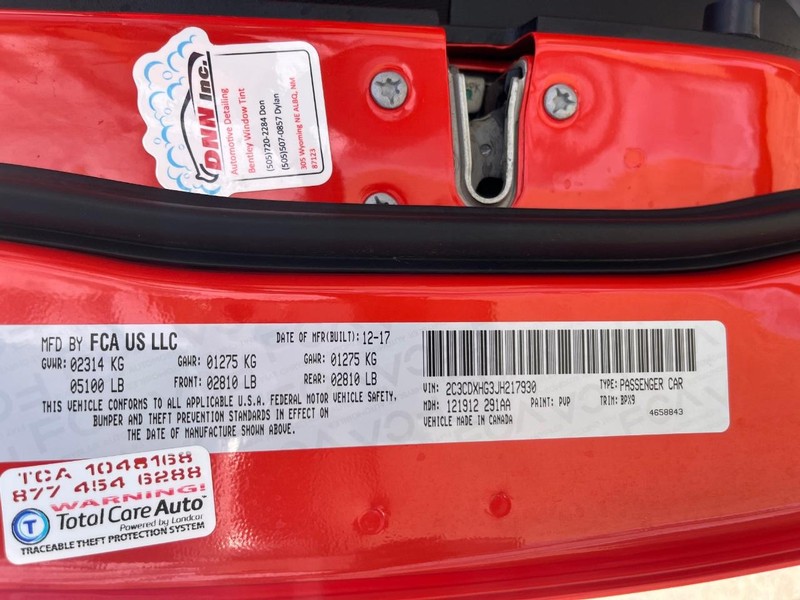 DNN Inc.
Automotive Detailing
Bentley Window Tint
(505)720-2284 Don
(505)507-0857 Dylan
305 Wyoming NE ALBQ, NM
87123
MFD BY FCA US LLC
DATE OF MFR(BUILT): 12-17
GVWR: 02314 KG GAWR: 01275 KG GAWR: 01275 KG
05100 LB FRONT: 02810 LB REAR: 02810 LB
THIS VEHICLE CONFORMS TO ALL APPLICABLE U.S.A. FEDERAL MOTOR VEHICLE SAFETY,
BUMPER AND THEFT PREVENTION STANDARDS IN EFFECT ON
THE DATE OF MANUFACTURE SHOWN ABOVE.
VIN: 2C3CDXHG3JH217930 TYPE: PASSENGER CAR
MDH: 121912 291AA PAINT: PVP TRIM: BPX9
VEHICLE MADE IN CANADA 4658843
TCA 1048168
877 454 6288
WARNING!
T Total Care Auto
Powered by Landcar
TRACEABLE THEFT PROTECTION SYSTEM